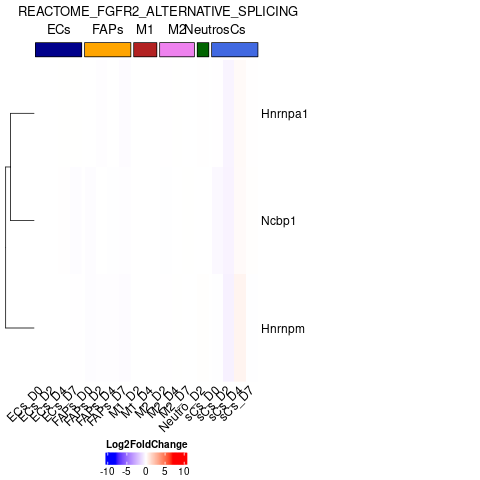 REACTOME_FGFR2_ALTERNATIVE_SPLICING
ECs FAPs M1 M2 Neutros SCs
Hnrnpa1
Ncbp1
Hnrnpm
ECs_D0 ECs_D2 ECs_D4 ECs_D7 FAPs_D0 FAPs_D2 FAPs_D4 FAPs_D7 M1_D2 M1_D4 M2_D2 M2_D4 M2_D7 Neutro_D2 sCs_D0 sCs_D2 sCs_D4 sCs_D7
Log2FoldChange
-10 -5 0 5 10